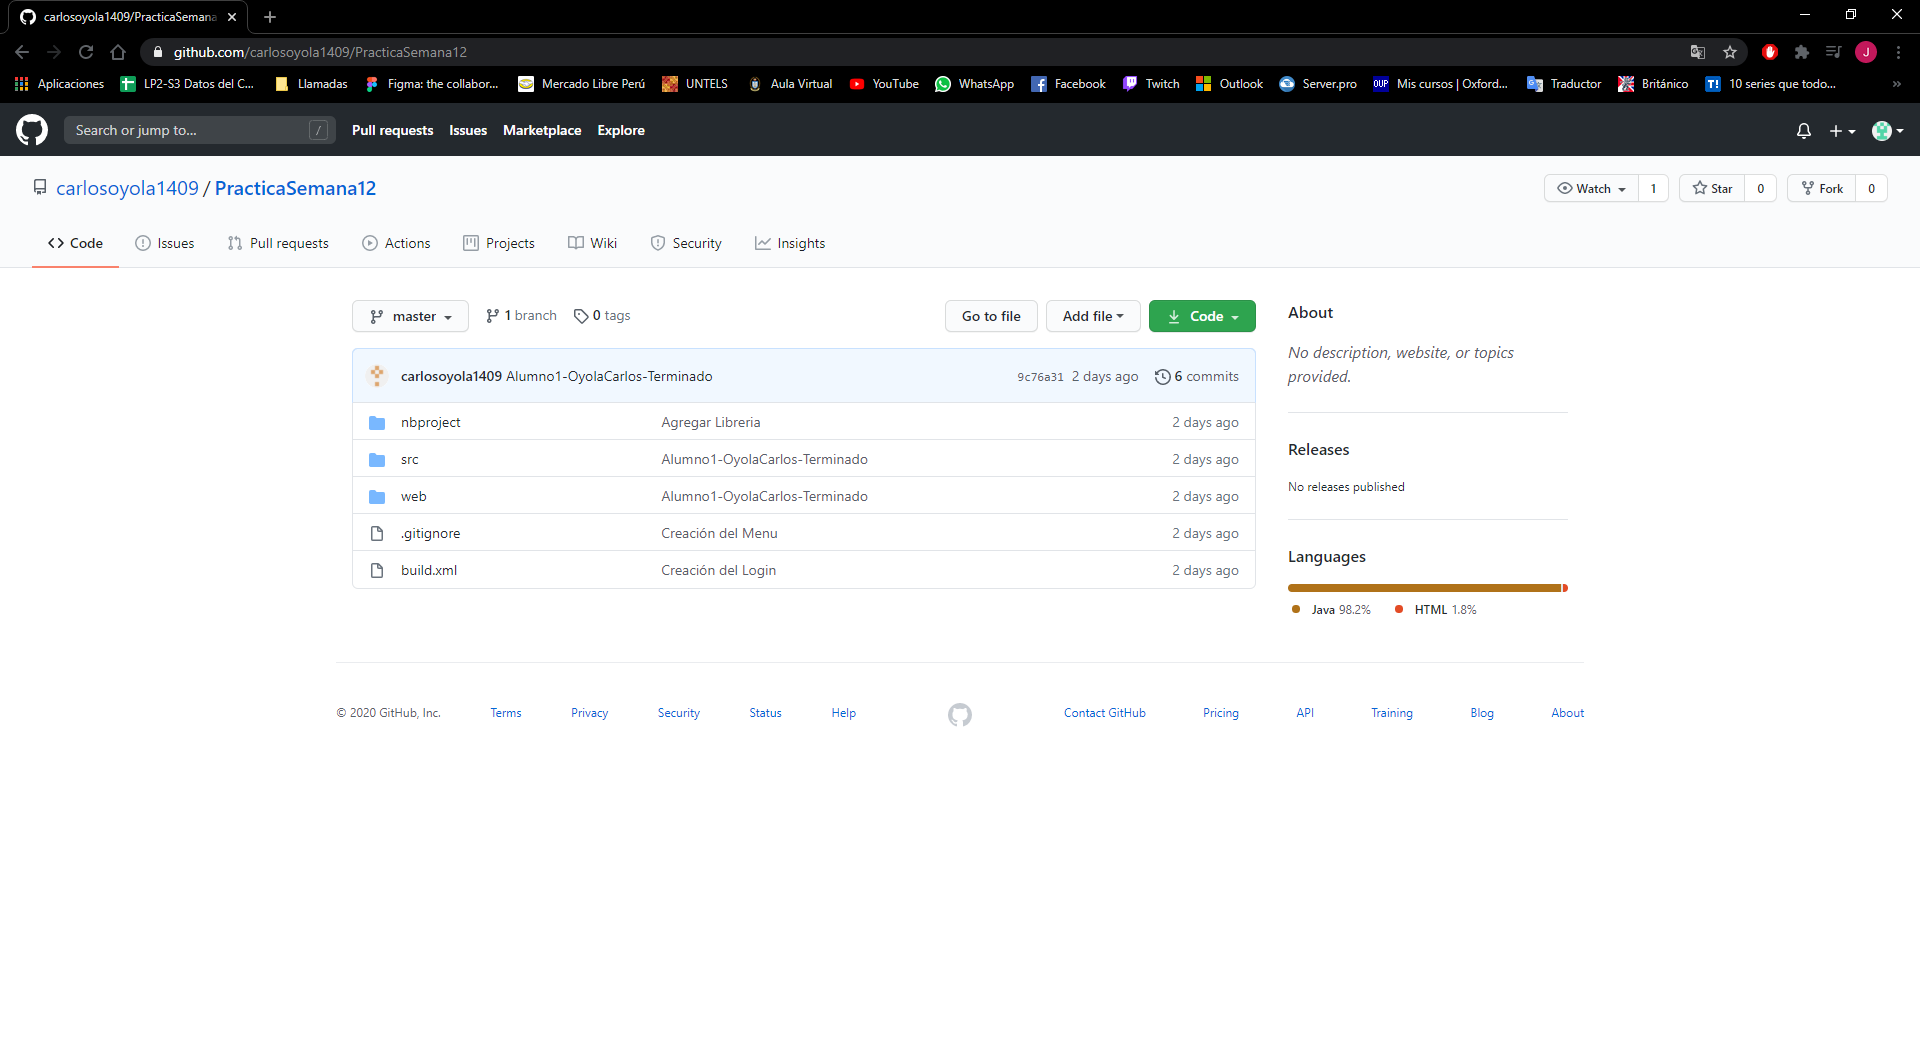 carlosoyola1409/PracticaSemana
github.com/carlosoyola1409/PracticaSemana12
J
Aplicaciones LP2-S3 Datos del C... Llamadas Figma: the collabor... Mercado Libre Perú UNTELS Aula Virtual YouTube WhatsApp Facebook Twitch Outlook Server.pro OUP Mis cursos | Oxford... Traductor Británico T! 10 series que todo... »
Search or jump to... / Pull requests Issues Marketplace Explore
carlosoyola1409 / PracticaSemana12 Watch 1 Star 0 Fork 0
Code Issues Pull requests Actions Projects Wiki Security Insights
master 1 branch 0 tags Go to file Add file Code
carlosoyola1409 Alumno1-OyolaCarlos-Terminado 9c76a31 2 days ago 6 commits
nbproject Agregar Libreria 2 days ago
src Alumno1-OyolaCarlos-Terminado 2 days ago
web Alumno1-OyolaCarlos-Terminado 2 days ago
.gitignore Creación del Menu 2 days ago
build.xml Creación del Login 2 days ago
About
No description, website, or topics
provided.
Releases
No releases published
Languages
Java 98.2% HTML 1.8%
© 2020 GitHub, Inc. Terms Privacy Security Status Help Contact GitHub Pricing API Training Blog About